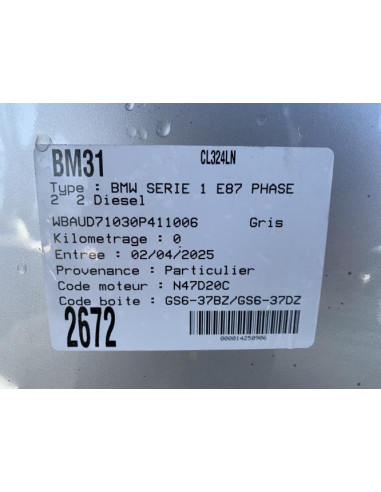 BM31 CL324LN
Type : BMW SERIE 1 E87 PHASE
2 2 Diesel
WBAUD71030P411006 Gris
Kilometrage : 0
Entree : 02/04/2025
Provenance : Particulier
Code moteur : N47D20C
Code boite : GS6-37BZ/GS6-37DZ
2672
000014250906